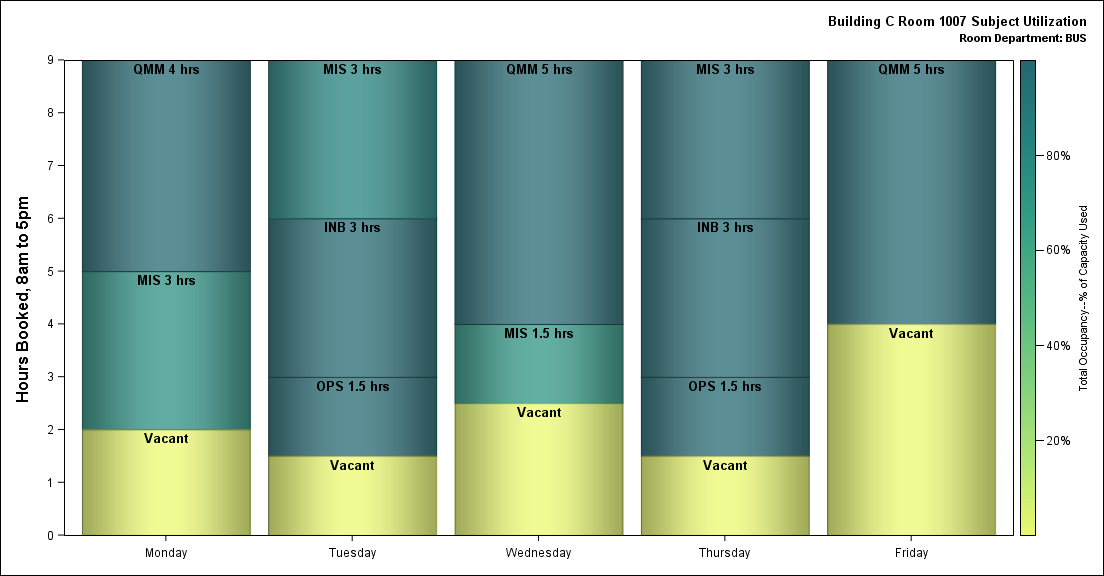 Building C Room 1007 Subject Utilization
Room Department: BUS
Hours Booked, 8am to 5pm
9
8
7
6
5
4
3
2
1
0
QMM 4 hrs
MIS 3 hrs
Vacant
MIS 3 hrs
INB 3 hrs
OPS 1.5 hrs
Vacant
QMM 5 hrs
MIS 1.5 hrs
Vacant
MIS 3 hrs
INB 3 hrs
OPS 1.5 hrs
Vacant
QMM 5 hrs
Vacant
Monday
Tuesday
Wednesday
Thursday
Friday
80%
60%
40%
20%
Total Occupancy--% of Capacity Used